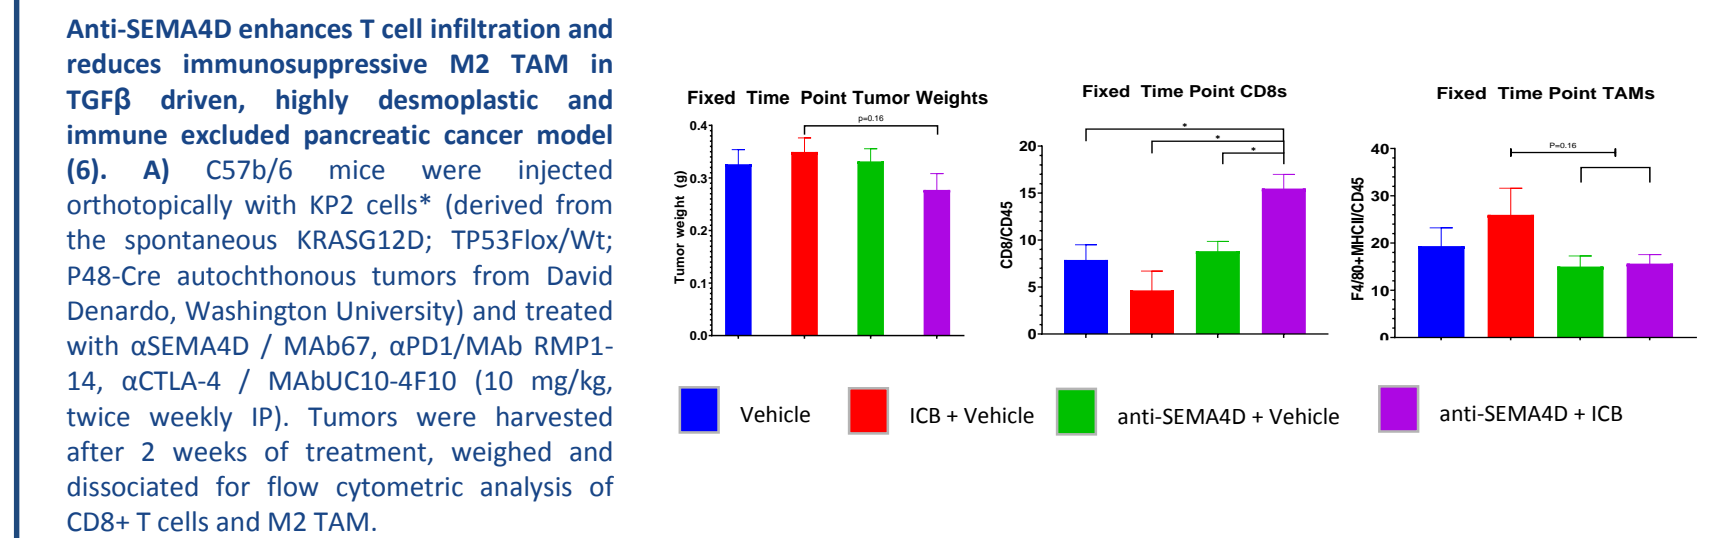 Anti-SEMA4D enhances T cell infiltration and
reduces immunosuppressive M2 TAM in
TGFβ driven, highly desmoplastic and
immune excluded pancreatic cancer model
(6). A) C57b/6 mice were injected
orthotopically with KP2 cells* (derived from
the spontaneous KRASG12D; TP53Flox/Wt;
P48-Cre autochthonous tumors from David
Denardo, Washington University) and treated
with αSEMA4D / MAb67, αPD1/MAb RMP1-
14, αCTLA-4 / MAbUC10-4F10 (10 mg/kg,
twice weekly IP). Tumors were harvested
after 2 weeks of treatment, weighed and
dissociated for flow cytometric analysis of
CD8+ T cells and M2 TAM.
Fixed Time Point Tumor Weights
p=0.16
Tumor weight (g)
0.4
0.3
0.2
0.1
0.0
Fixed Time Point CD8s
*
*
*
CD8/CD45
20
15
10
5
0
Fixed Time Point TAMs
P=0.16
F4/80+MHCII/CD45
40
30
20
10
0
Vehicle
ICB + Vehicle
anti-SEMA4D + Vehicle
anti-SEMA4D + ICB